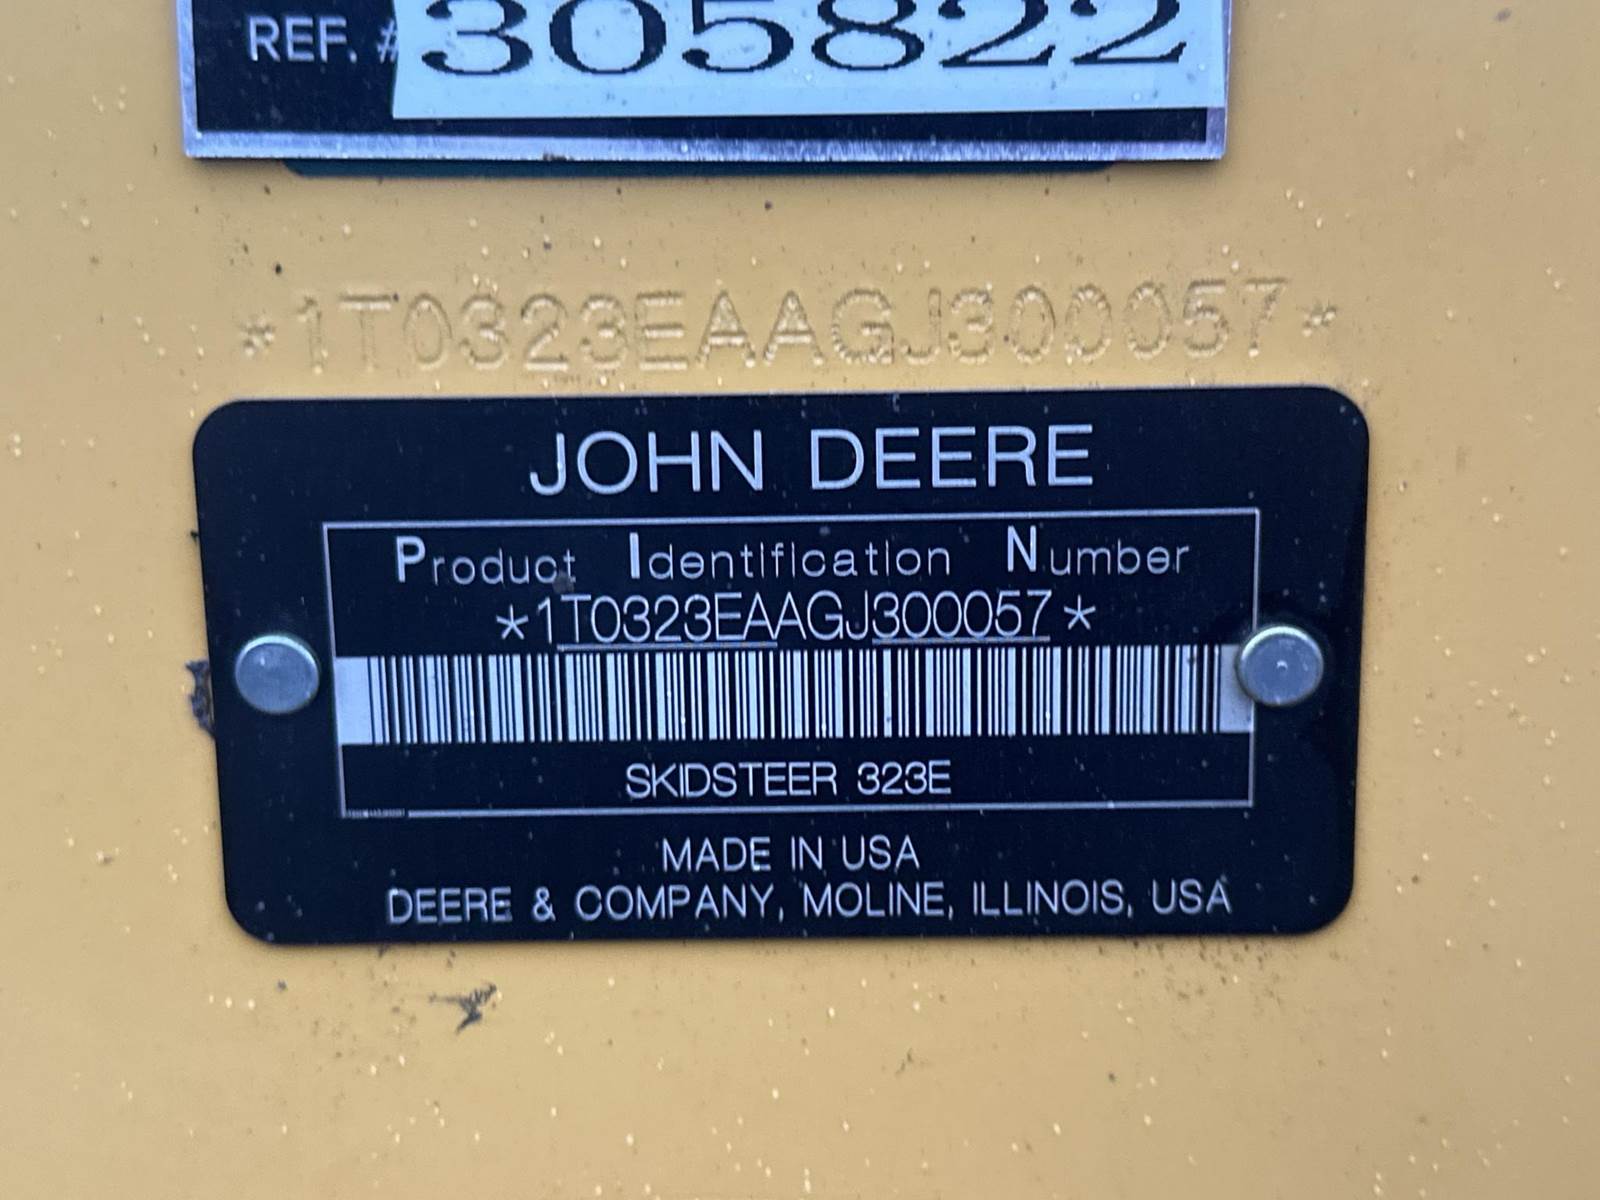 REF. # 305822
*1T0323EAAGJ300057*
JOHN DEERE
Product Identification Number
*1T0323EAAGJ300057*
SKIDSTEER 323E
MADE IN USA
DEERE & COMPANY, MOLINE, ILLINOIS, USA